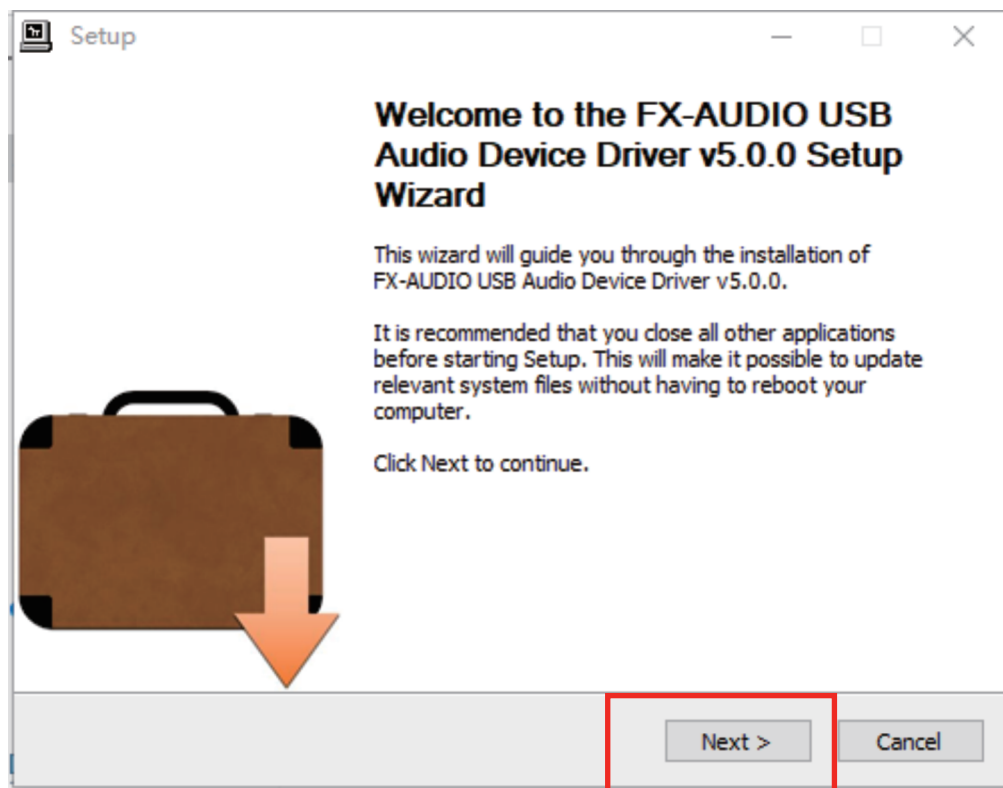 Setup
Welcome to the FX-AUDIO USB
Audio Device Driver v5.0.0 Setup
Wizard
This wizard will guide you through the installation of
FX-AUDIO USB Audio Device Driver v5.0.0.
It is recommended that you close all other applications
before starting Setup. This will make it possible to update
relevant system files without having to reboot your
computer.
Click Next to continue.
Next >
Cancel